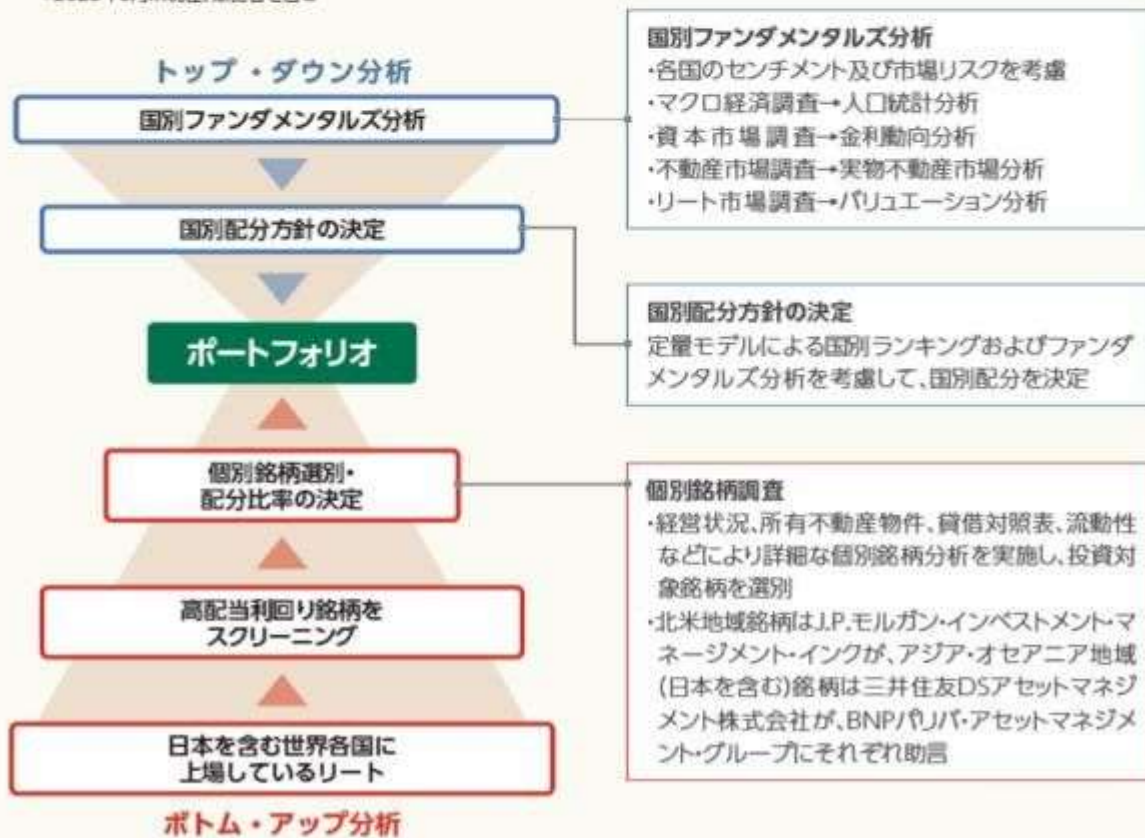 トップ・ダウン分析
国別ファンダメンタルズ分析
国別配分方針の決定
ポートフォリオ
個別銘柄選別・
配分比率の決定
高配当利回り銘柄を
スクリーニング
日本を含む世界各国に
上場しているリート
ボトム・アップ分析
国別ファンダメンタルズ分析
・各国のセンチメント及び市場リスクを考慮
・マクロ経済調査→人口統計分析
・資本市場調査→金利動向分析
・不動産市場調査→実物不動産市場分析
・リート市場調査→バリュエーション分析
国別配分方針の決定
定量モデルによる国別ランキングおよびファンダ
メンタルズ分析を考慮して、国別配分を決定
個別銘柄調査
・経営状況、所有不動産物件、貸借対照表、流動性
などにより詳細な個別銘柄分析を実施し、投資対
象銘柄を選別
・北米地域銘柄はJ.P.モルガン・インベストメント・マ
ネージメント・インクが、アジア・オセアニア地域
(日本を含む)銘柄は三井住友DSアセットマネジ
メント株式会社が、BNPパリバ・アセットマネジメ
ント・グループにそれぞれ助言